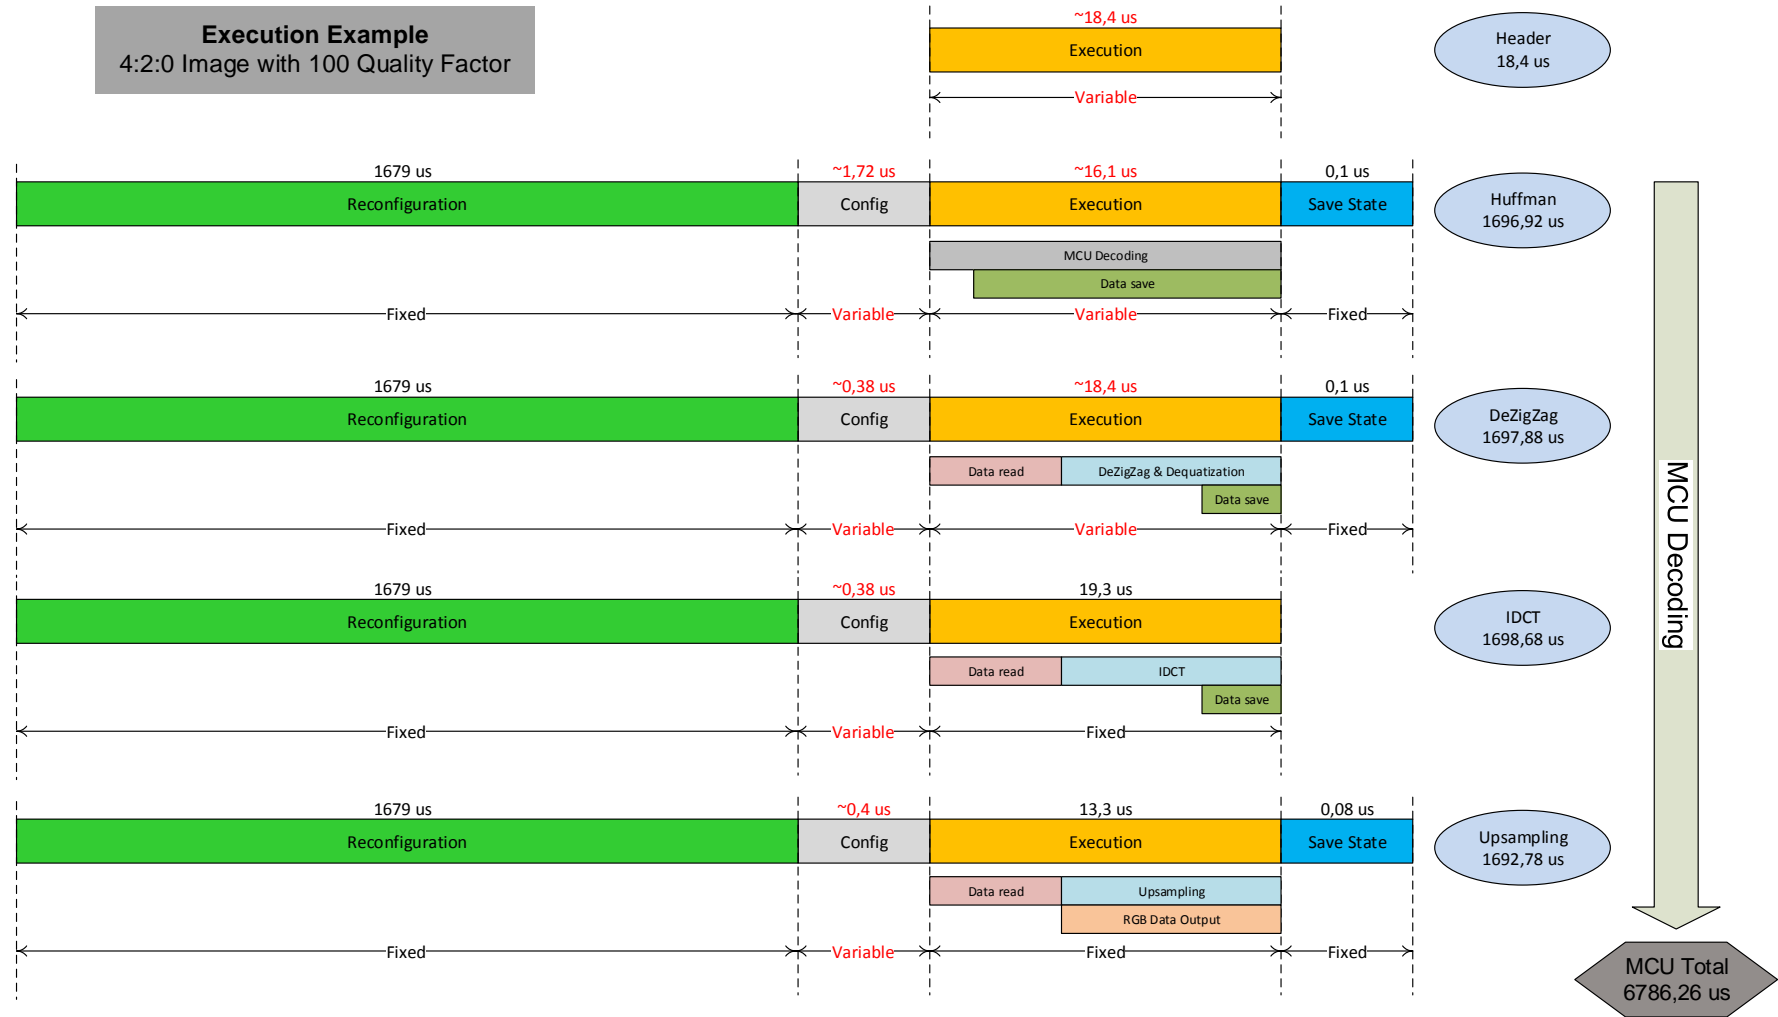 Execution Example
4:2:0 Image with 100 Quality Factor
~18,4 us
Execution
Variable
Header
18,4 us
1679 us
~1,72 us
~16,1 us
0,1 us
Reconfiguration
Config
Execution
Save State
Huffman
1696,92 us
MCU Decoding
Data save
Fixed
Variable
Variable
Fixed
1679 us
~0,38 us
~18,4 us
0,1 us
Reconfiguration
Config
Execution
Save State
DeZigZag
1697,88 us
Data read
DeZigZag & Dequatization
Data save
Fixed
Variable
Variable
Fixed
MCU Decoding
1679 us
~0,38 us
19,3 us
Reconfiguration
Config
Execution
IDCT
1698,68 us
Data read
IDCT
Data save
Fixed
Variable
Fixed
1679 us
~0,4 us
13,3 us
0,08 us
Reconfiguration
Config
Execution
Save State
Upsampling
1692,78 us
Data read
Upsampling
RGB Data Output
Fixed
Variable
Fixed
Fixed
MCU Total
6786,26 us